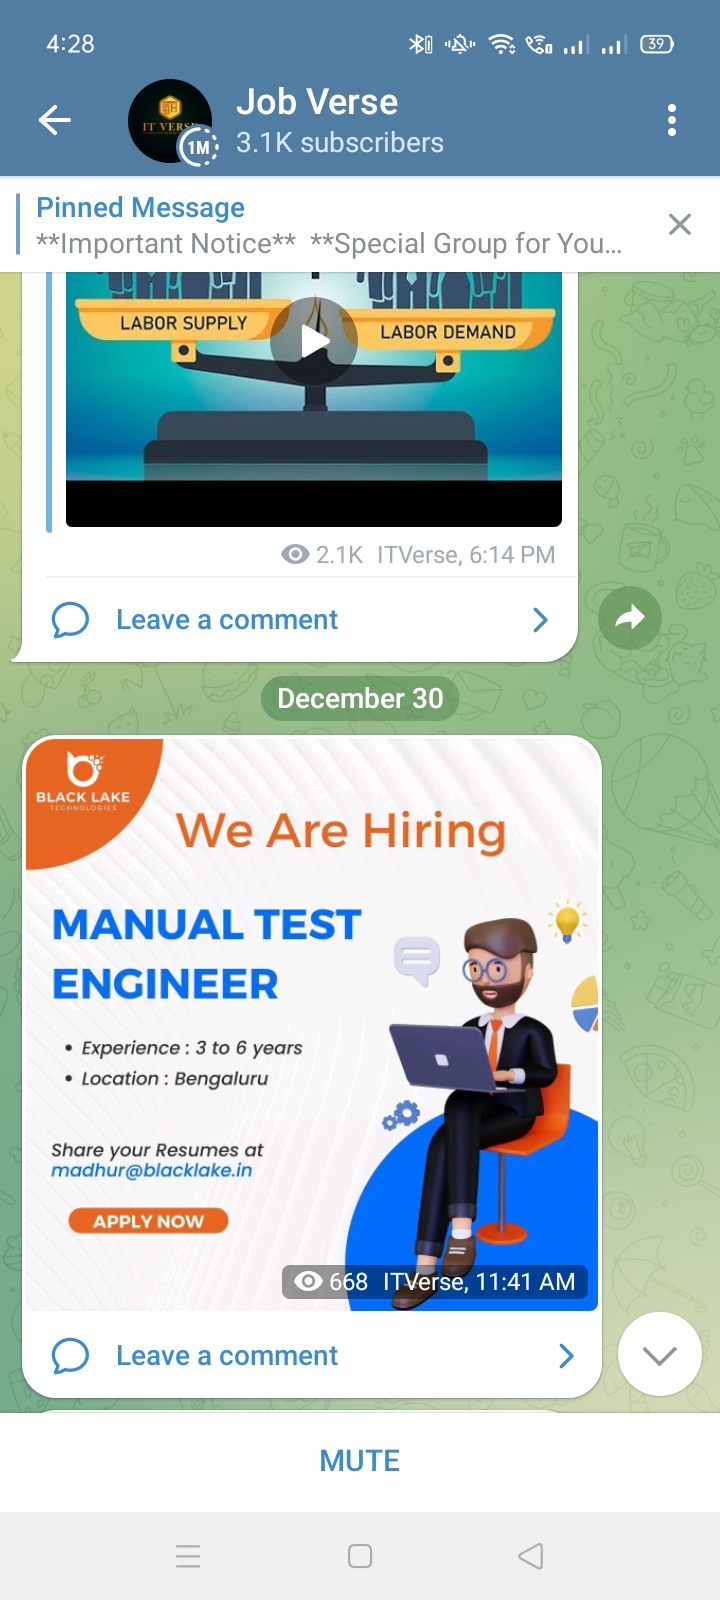 4:28
39
IT VERSE
1M
Job Verse
3.1K subscribers
Pinned Message
**Important Notice** **Special Group for You...
LABOR SUPPLY
LABOR DEMAND
2.1K ITVerse, 6:14 PM
Leave a comment
December 30
BLACK LAKE
TECHNOLOGIES
We Are Hiring
MANUAL TEST
ENGINEER
• Experience : 3 to 6 years
• Location : Bengaluru
Share your Resumes at
madhur@blacklake.in
APPLY NOW
668 ITVerse, 11:41 AM
Leave a comment
MUTE